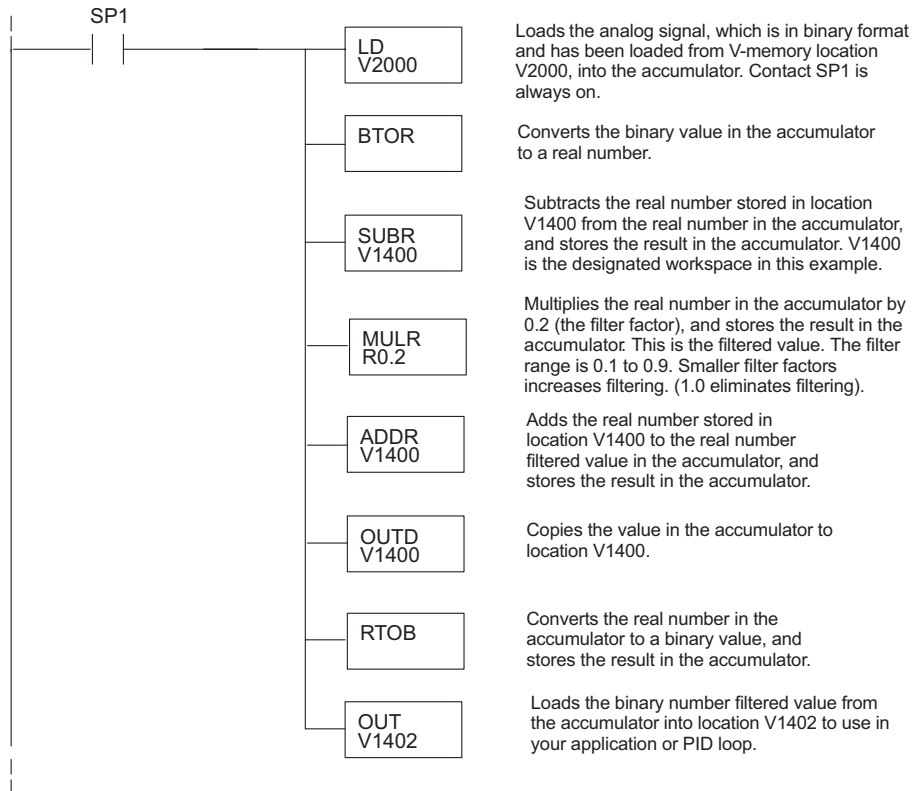 SP1
LD
V2000
Loads the analog signal, which is in binary format
and has been loaded from V-memory location
V2000, into the accumulator. Contact SP1 is
always on.
BTOR
Converts the binary value in the accumulator
to a real number.
SUBR
V1400
Subtracts the real number stored in location
V1400 from the real number in the accumulator,
and stores the result in the accumulator. V1400
is the designated workspace in this example.
MULR
R0.2
Multiplies the real number in the accumulator by
0.2 (the filter factor), and stores the result in the
accumulator. This is the filtered value. The filter
range is 0.1 to 0.9. Smaller filter factors
increases filtering. (1.0 eliminates filtering).
ADDR
V1400
Adds the real number stored in
location V1400 to the real number
filtered value in the accumulator, and
stores the result in the accumulator.
OUTD
V1400
Copies the value in the accumulator to
location V1400.
RTOB
Converts the real number in the
accumulator to a binary value, and
stores the result in the accumulator.
OUT
V1402
Loads the binary number filtered value from
the accumulator into location V1402 to use in
your application or PID loop.